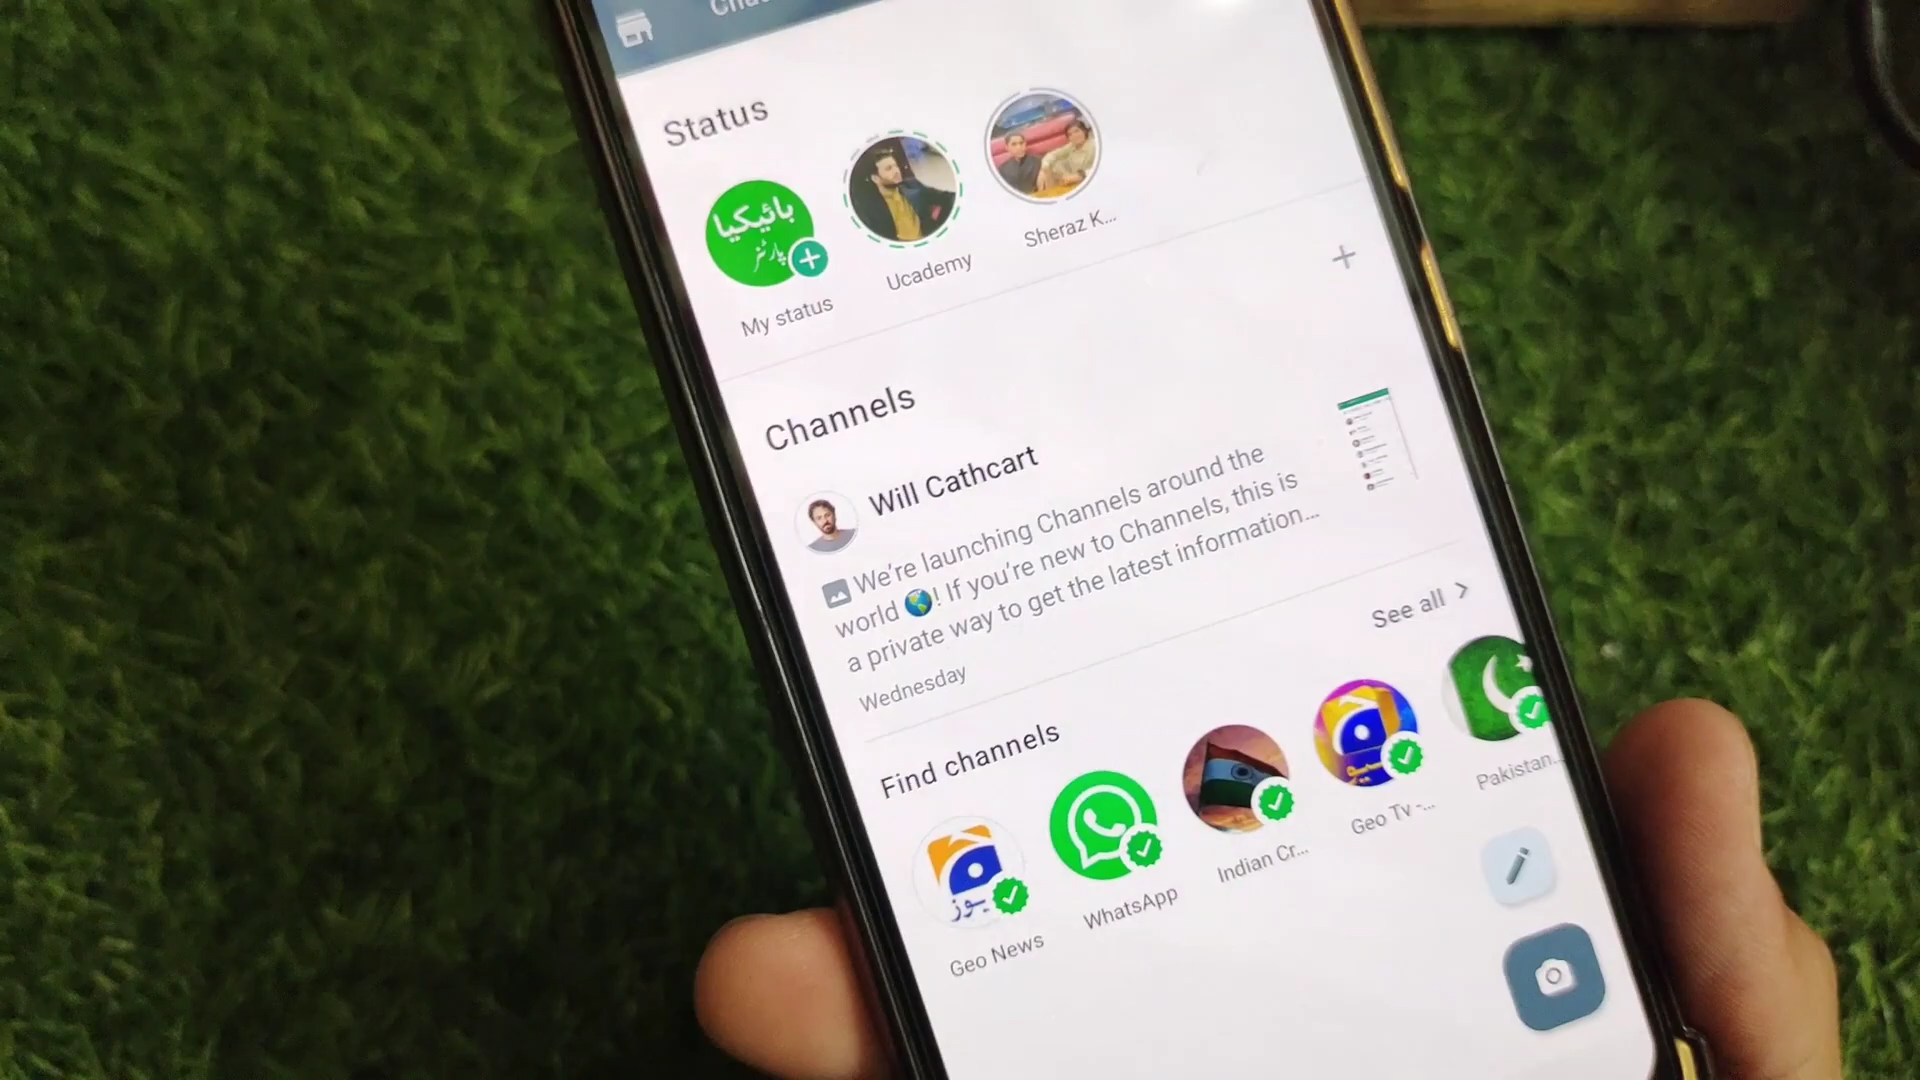 Status
بائیکیا
پارٹنر
My status
Ucademy
Sheraz K...
Channels
Will Cathcart
We're launching Channels around the
world 🌎! If you're new to Channels, this is
a private way to get the latest information...
Wednesday
See all
Find channels
Geo News
WhatsApp
Indian Cr...
Geo Tv -...
Pakistan...